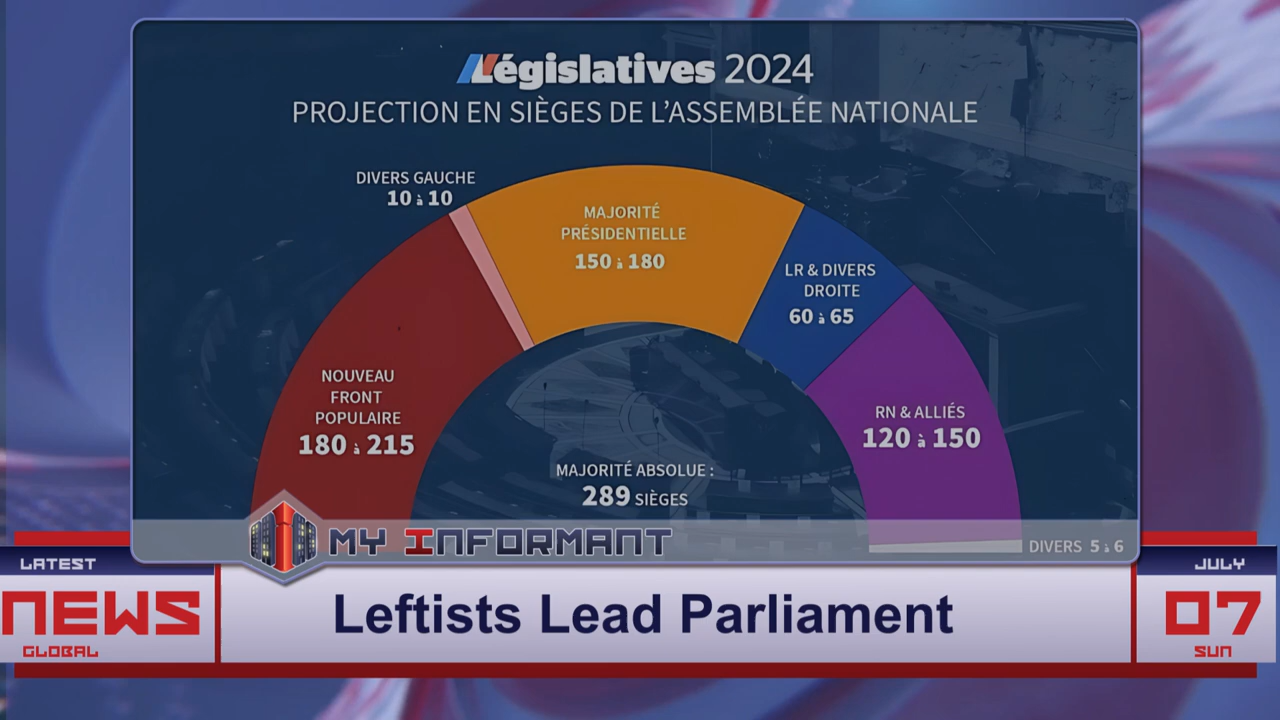 Législatives 2024
PROJECTION EN SIÈGES DE L'ASSEMBLÉE NATIONALE
DIVERS GAUCHE
10 à 10
MAJORITÉ
PRÉSIDENTIELLE
150 à 180
LR & DIVERS
DROITE
60 à 65
NOUVEAU
FRONT
POPULAIRE
180 à 215
RN & ALLIÉS
120 à 150
MAJORITÉ ABSOLUE :
289 SIÈGES
MY INFORMANT
DIVERS 5 à 6
LATEST
NEWS
GLOBAL
Leftists Lead Parliament
JULY
07
SUN